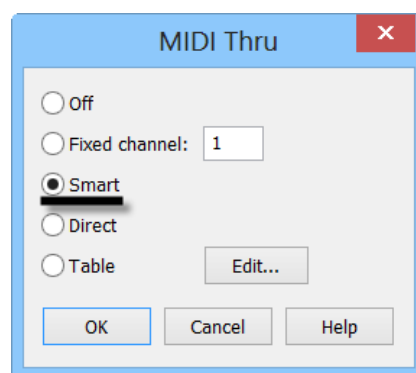 MIDI Thru
Off
Fixed channel: 1
Smart
Direct
Table Edit...
OK Cancel Help